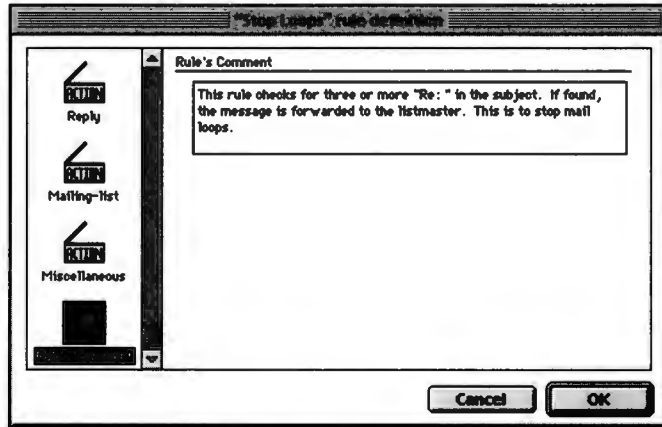 "Stop Loops" rule definition
Rule's Comment
ACTION
Reply
ACTION
Mailing-list
ACTION
Miscellaneous
This rule checks for three or more "Re: " in the subject. If found,
the message is forwarded to the listmaster. This is to stop mail
loops.
Cancel
OK